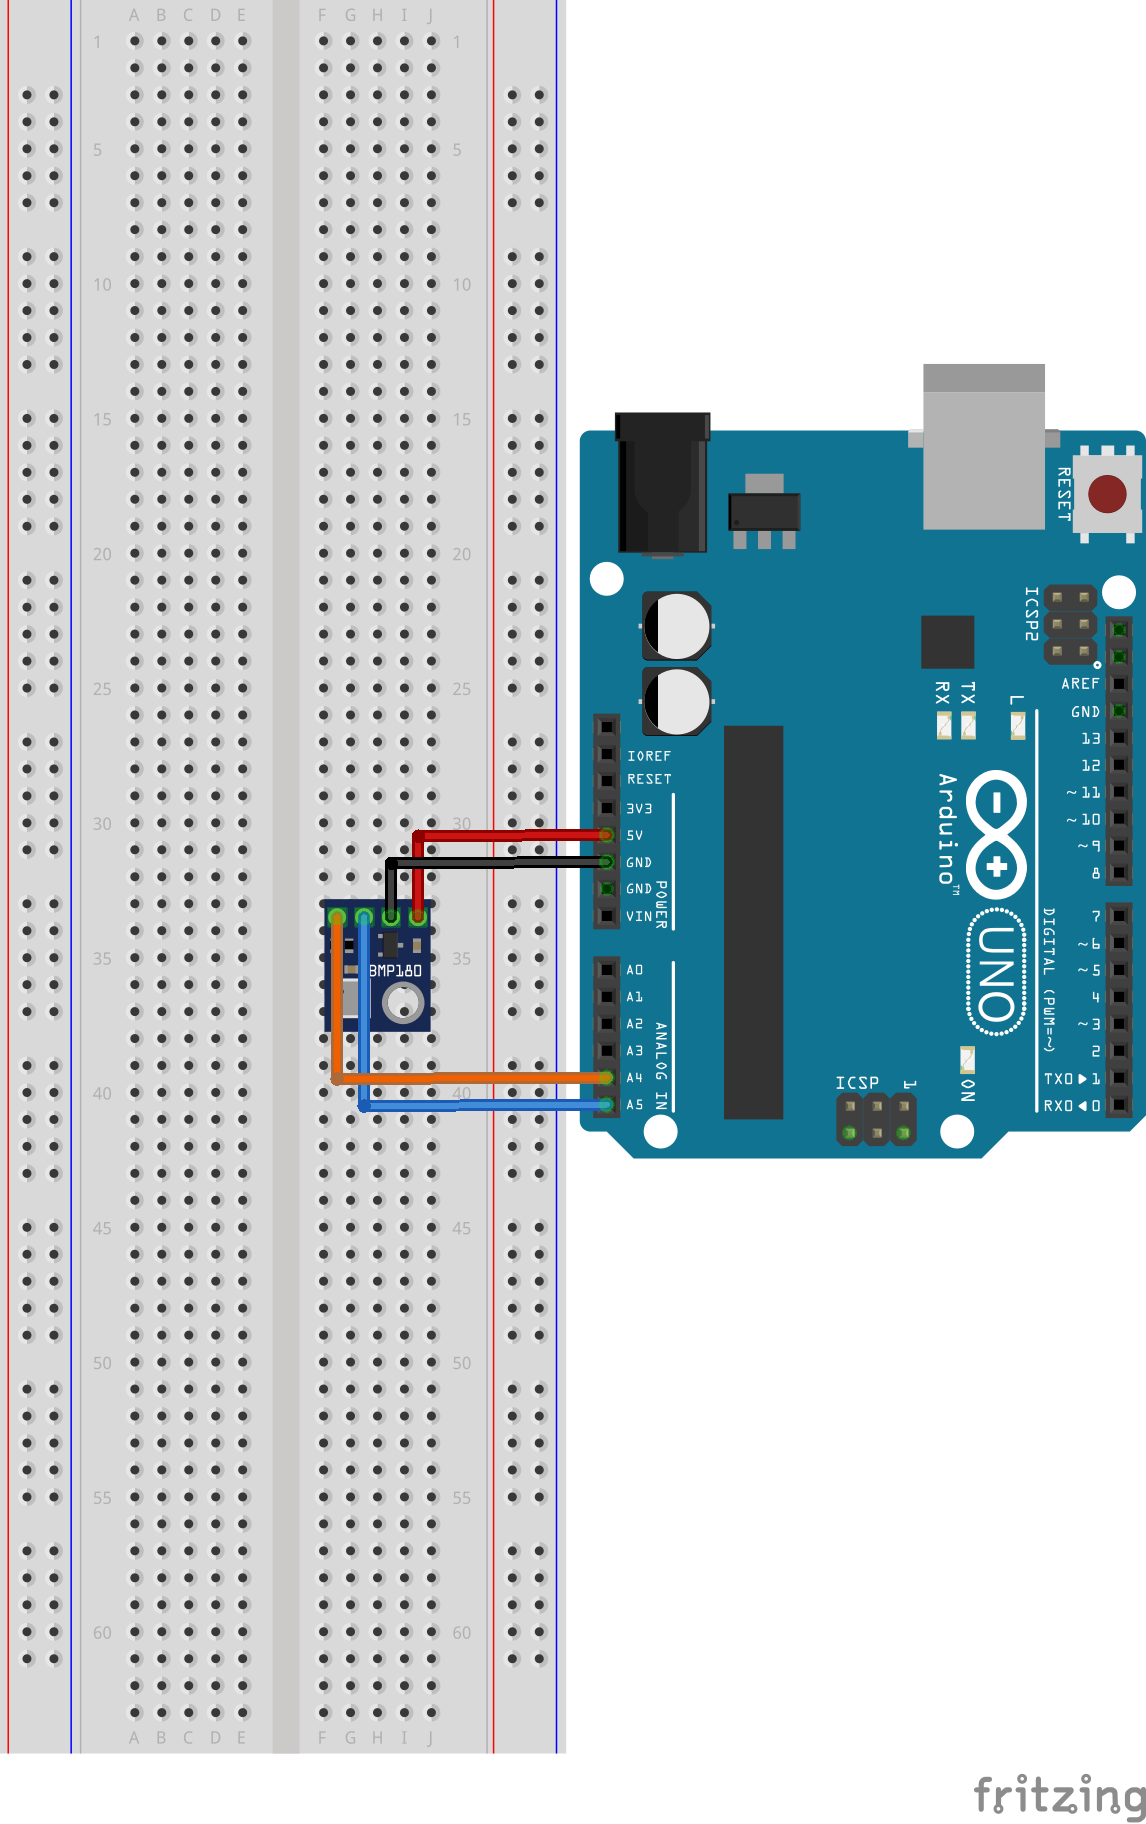 A B C D E F G H I J
1 1
5 5
10 10
15 15
20 20
25 25
30 30
35 35
40 40
45 45
50 50
55 55
60 60
A B C D E F G H I J
BMP180
RESET
ICSP2
RX
TX
L
IOREF
RESET
3V3
5V
GND
GND
VIN
POWER
A0
A1
A2
A3
A4
A5
ANALOG IN
Arduino™
UNO
AREF
GND
13
12
~11
~10
~9
8
7
~6
~5
4
~3
2
TX0▶1
RX0◀0
DIGITAL (PWM=~)
ICSP
1
ON
fritzing